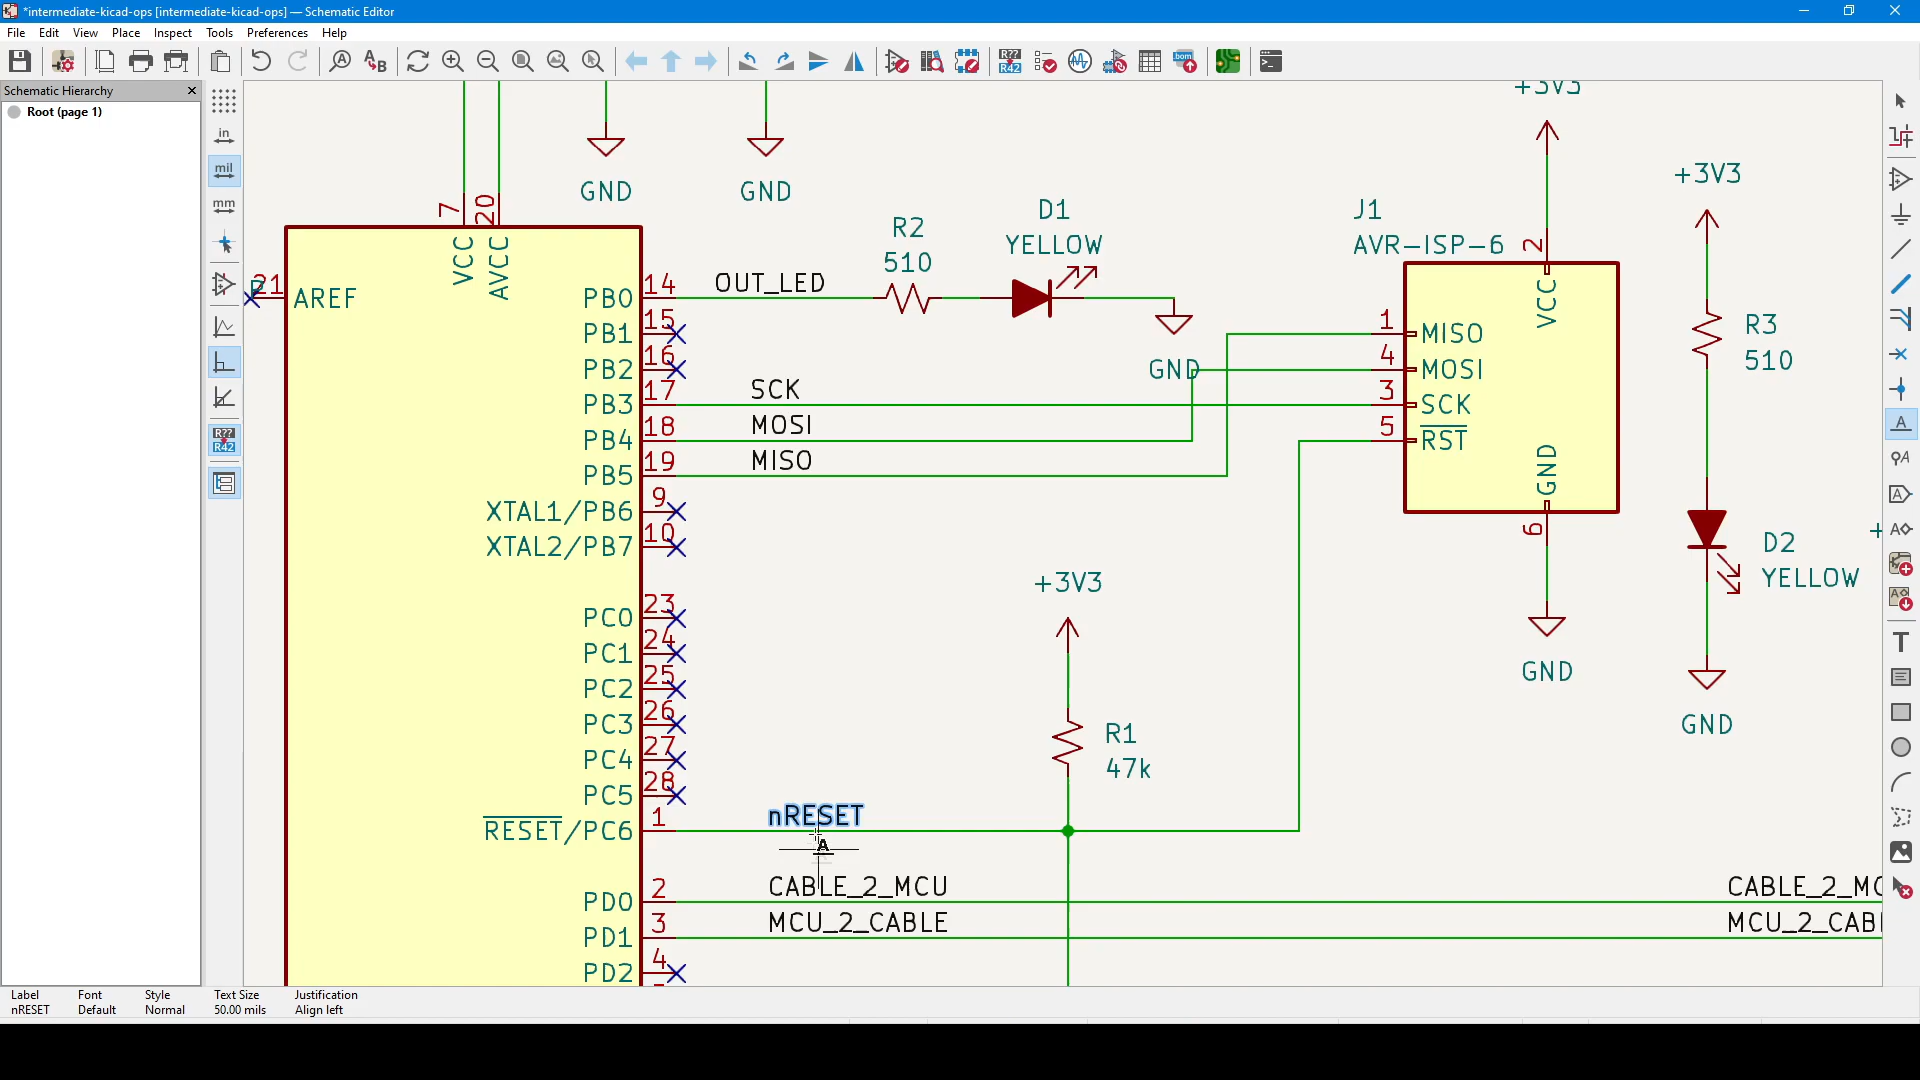 *intermediate-kicad-ops [intermediate-kicad-ops] — Schematic Editor
File Edit View Place Inspect Tools Preferences Help
Schematic Hierarchy
Root (page 1)
in
mil
mm
R??
R42
R??
R42
bom
+3V3
+3V3
GND
GND
7
20
VCC
AVCC
21
AREF
PB0
14
PB1
15
PB2
16
PB3
17
PB4
18
PB5
19
XTAL1/PB6
9
XTAL2/PB7
10
PC0
23
PC1
24
PC2
25
PC3
26
PC4
27
PC5
28
RESET/PC6
1
PD0
2
PD1
3
PD2
4
OUT_LED
R2
510
D1
YELLOW
GND
SCK
MOSI
MISO
J1
AVR-ISP-6
2
VCC
1
MISO
4
MOSI
3
SCK
5
RST
GND
6
GND
R3
510
D2
YELLOW
GND
+3V3
R1
47k
nRESET
CABLE_2_MCU
MCU_2_CABLE
CABLE_2_MC
MCU_2_CABL
Label Font Style Text Size Justification
nRESET Default Normal 50.00 mils Align left